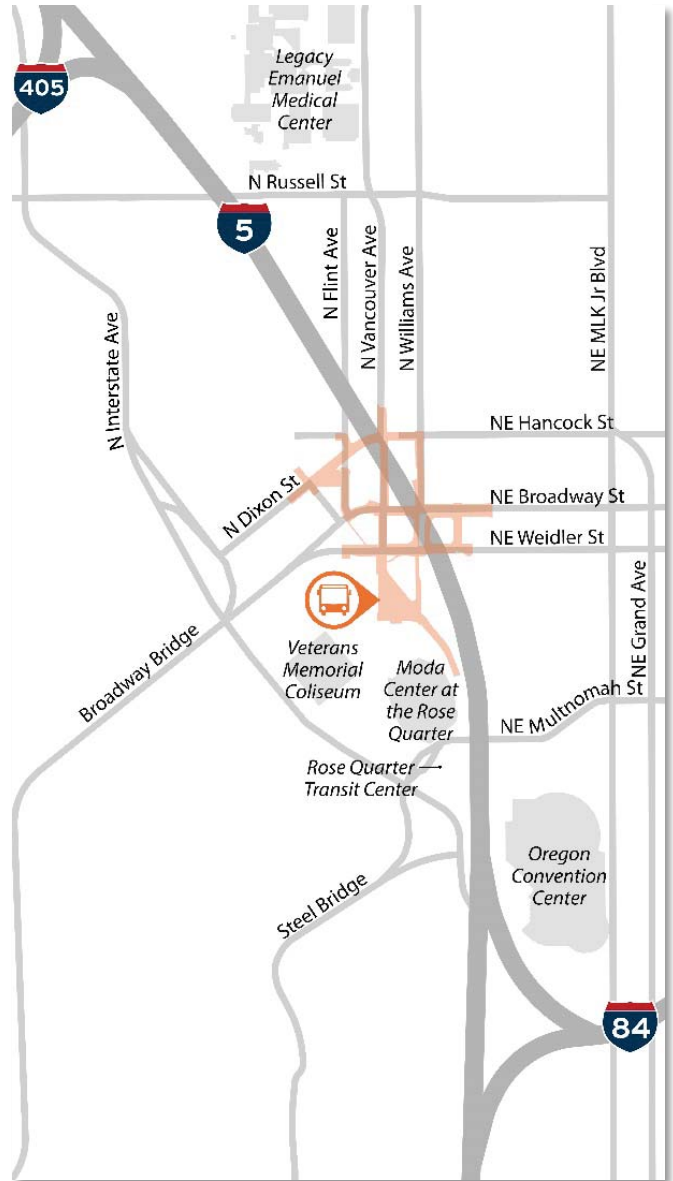 Legacy
Emanuel
Medical
Center
405
N Russell St
5
N Flint Ave
N Vancouver Ave
N Williams Ave
NE MLK Jr Blvd
N Interstate Ave
NE Hancock St
N Dixon St
NE Broadway St
NE Weidler St
NE Grand Ave
Broadway Bridge
Veterans
Memorial
Coliseum
Moda
Center at
the Rose
Quarter
NE Multnomah St
Rose Quarter
Transit Center
Oregon
Convention
Center
Steel Bridge
84